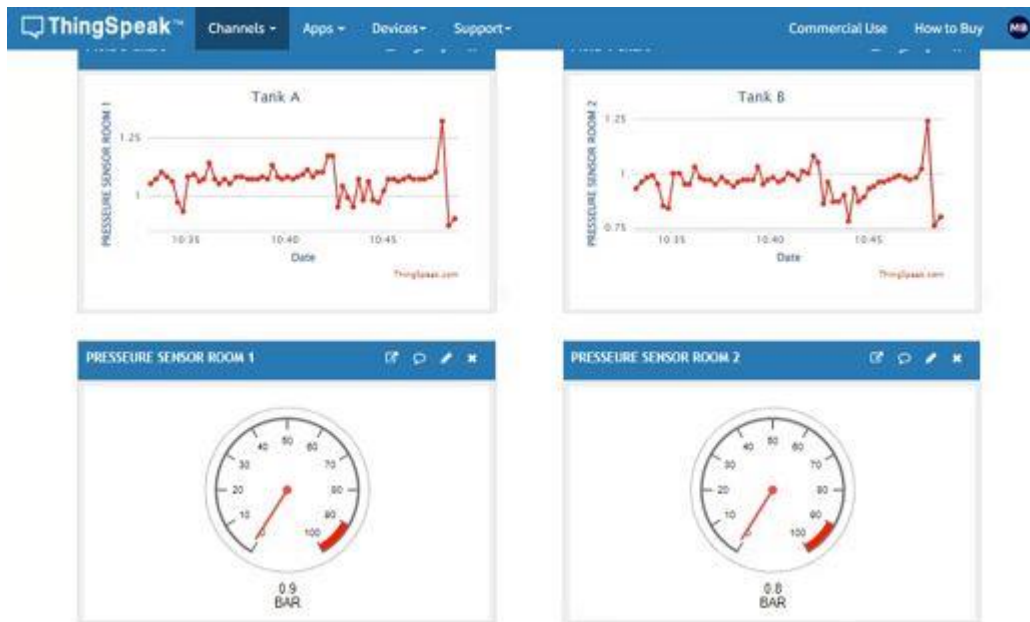 ThingSpeak™ Channels Apps Devices Support Commercial Use How to Buy MB
Tank A
PRESSEURE SENSOR ROOM 1
1.25
1
10:35 10:40 10:45
Date
ThingSpeak.com
Tank B
PRESSEURE SENSOR ROOM 2
1.25
1
0.75
10:35 10:40 10:45
Date
ThingSpeak.com
PRESSEURE SENSOR ROOM 1
0 10 20 30 40 50 60 70 80 90 100
0.9
BAR
PRESSEURE SENSOR ROOM 2
0 10 20 30 40 50 60 70 80 90 100
0.8
BAR